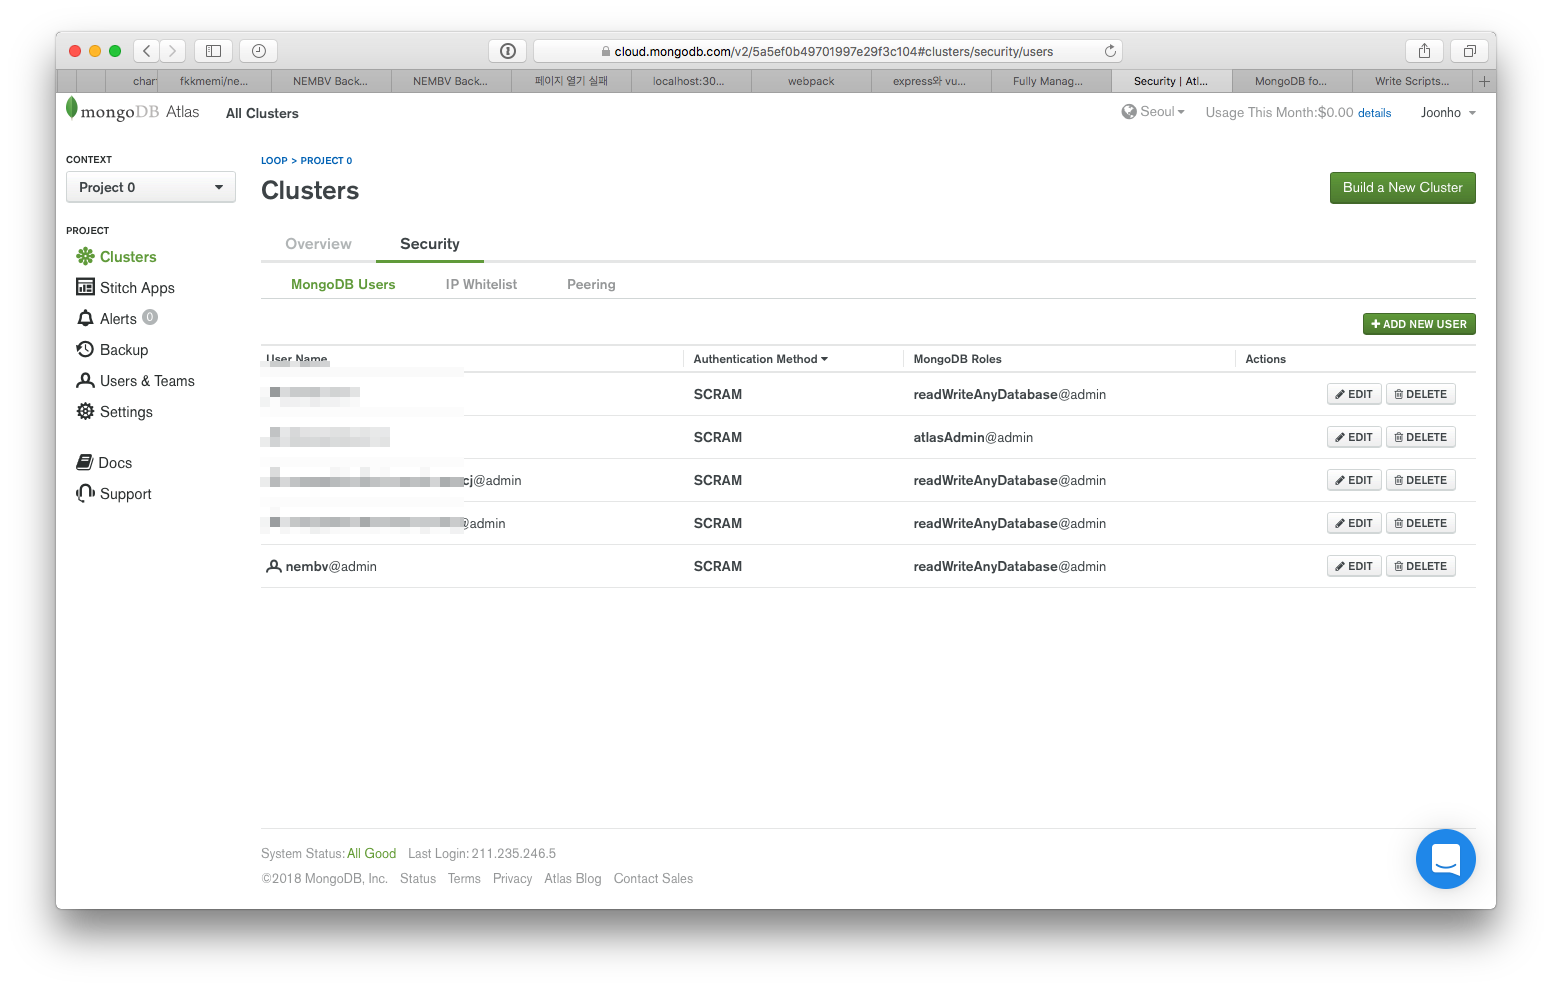 cloud.mongodb.com/v2/5a5ef0b49701997e29f3c104#clusters/security/users
char fkkmemi/ne... NEMBV Back... NEMBV Back... 페이지 열기 실패 localhost:30... webpack express와 vu... Fully Manag... Security | Atl... MongoDB fo... Write Scripts...
mongoDB Atlas All Clusters Seoul Usage This Month:$0.00 details Joonho
CONTEXT
Project 0
PROJECT
Clusters
Stitch Apps
Alerts 0
Backup
Users & Teams
Settings
Docs
Support
LOOP > PROJECT 0
Clusters
Build a New Cluster
Overview Security
MongoDB Users IP Whitelist Peering
ADD NEW USER
User Name Authentication Method MongoDB Roles Actions
SCRAM readWriteAnyDatabase@admin EDIT DELETE
SCRAM atlasAdmin@admin EDIT DELETE
cj@admin SCRAM readWriteAnyDatabase@admin EDIT DELETE
@admin SCRAM readWriteAnyDatabase@admin EDIT DELETE
nembv@admin SCRAM readWriteAnyDatabase@admin EDIT DELETE
System Status: All Good Last Login: 211.235.246.5
©2018 MongoDB, Inc. Status Terms Privacy Atlas Blog Contact Sales